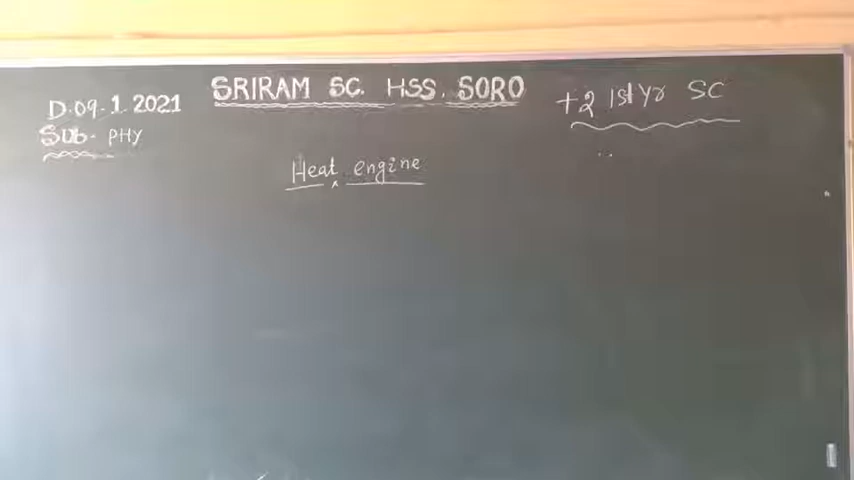 SRIRAM SC. HSS. SORO
D.09.1.2021
+2 1st Yr SC
Sub. PHY
Heat engine